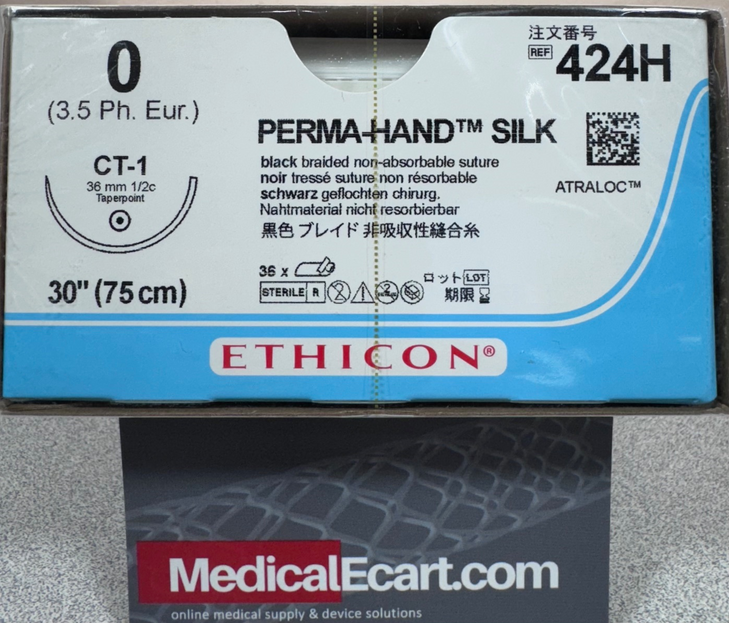 0
(3.5 Ph. Eur.)
CT-1
36 mm 1/2c
Taperpoint
30" (75 cm)
注文番号
REF 424H
PERMA-HAND™ SILK
black braided non-absorbable suture
noir tressé suture non résorbable
schwarz geflochten chirurg.
Nahtmaterial nicht resorbierbar
黒色 ブレイド 非吸収性縫合糸
ATRALOC™
36 x
STERILE R
2
ロット LOT
期限
ETHICON®
MedicalEcart.com
online medical supply & device solutions